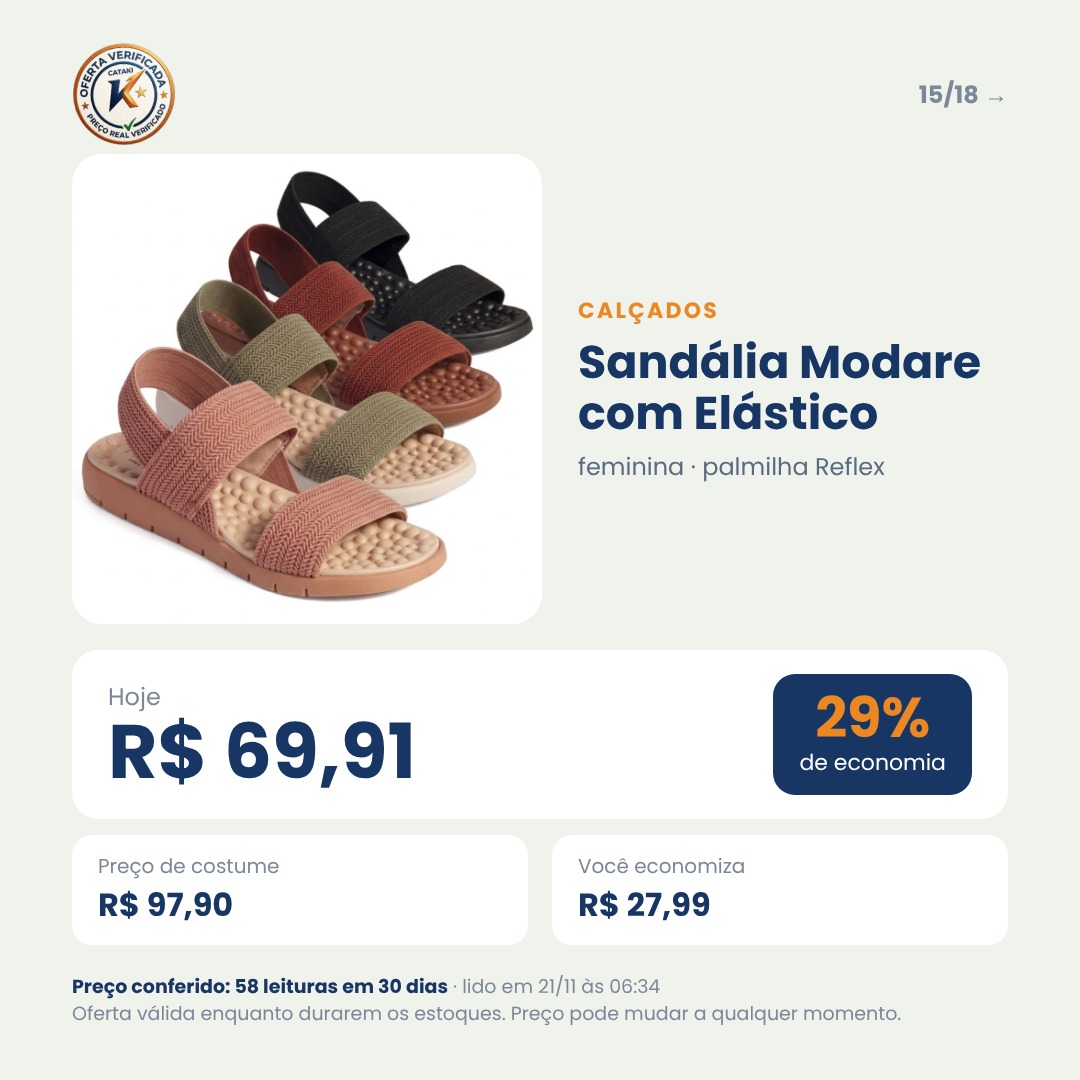 OFERTA VERIFICADA
CATAKI
K
PREÇO REAL VERIFICADO
15/18 →
CALÇADOS
Sandália Modare
com Elástico
feminina · palmilha Reflex
Hoje
R$ 69,91
29%
de economia
Preço de costume
R$ 97,90
Você economiza
R$ 27,99
Preço conferido: 58 leituras em 30 dias · lido em 21/11 às 06:34
Oferta válida enquanto durarem os estoques. Preço pode mudar a qualquer momento.